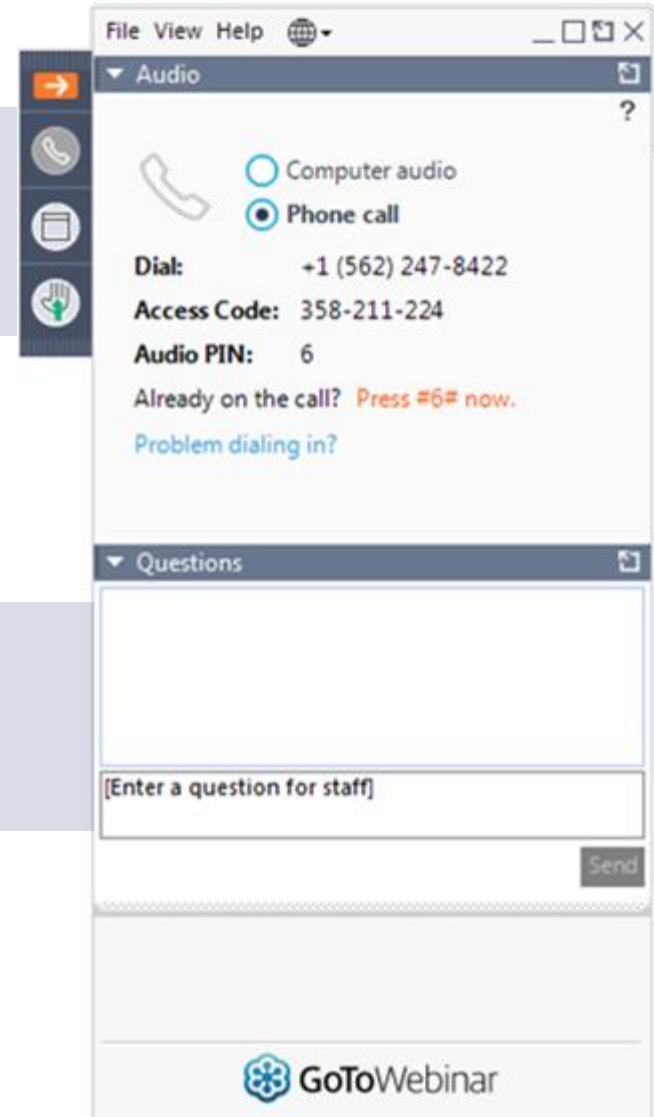 File View Help
Audio
?
Computer audio
Phone call
Dial: +1 (562) 247-8422
Access Code: 358-211-224
Audio PIN: 6
Already on the call? Press #6# now.
Problem dialing in?
Questions
[Enter a question for staff]
Send
GoToWebinar